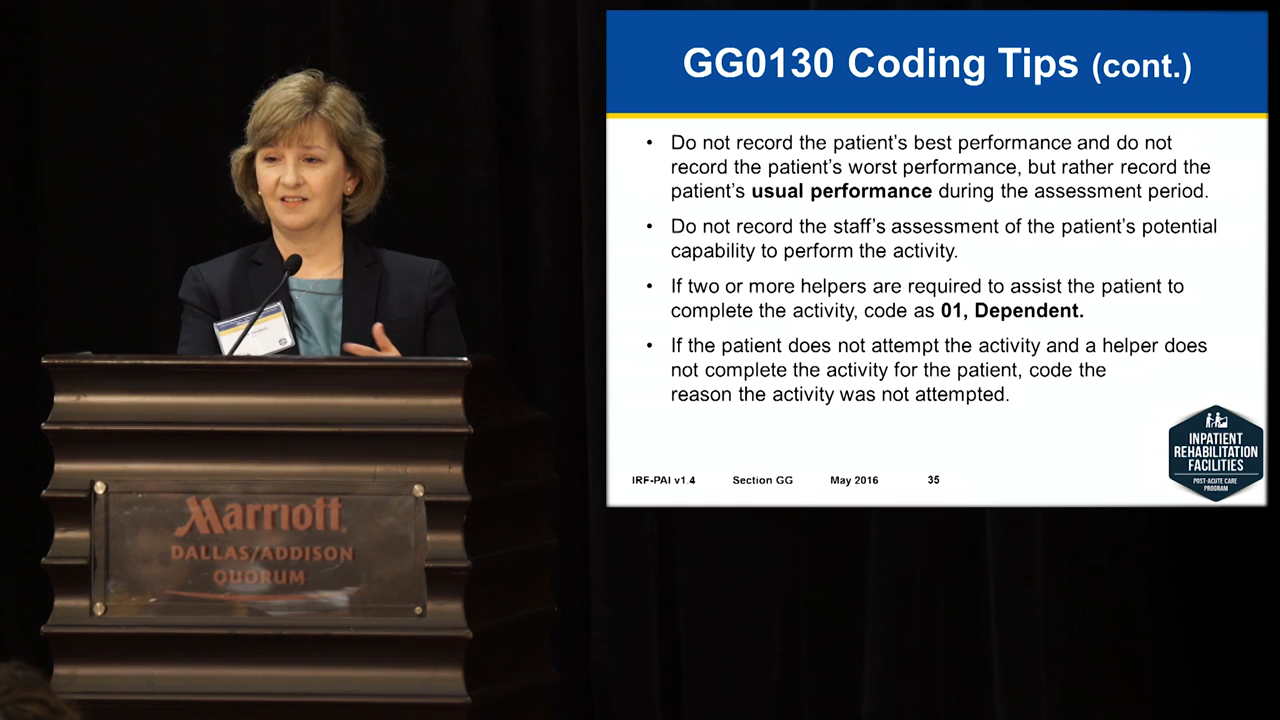 GG0130 Coding Tips (cont.)
• Do not record the patient’s best performance and do not
record the patient’s worst performance, but rather record the
patient’s usual performance during the assessment period.
• Do not record the staff’s assessment of the patient’s potential
capability to perform the activity.
• If two or more helpers are required to assist the patient to
complete the activity, code as 01, Dependent.
• If the patient does not attempt the activity and a helper does
not complete the activity for the patient, code the
reason the activity was not attempted.
IRF-PAI v1.4 Section GG May 2016 35
INPATIENT
REHABILITATION
FACILITIES
POST-ACUTE CARE
PROGRAM
Marriott
DALLAS/ADDISON
QUORUM